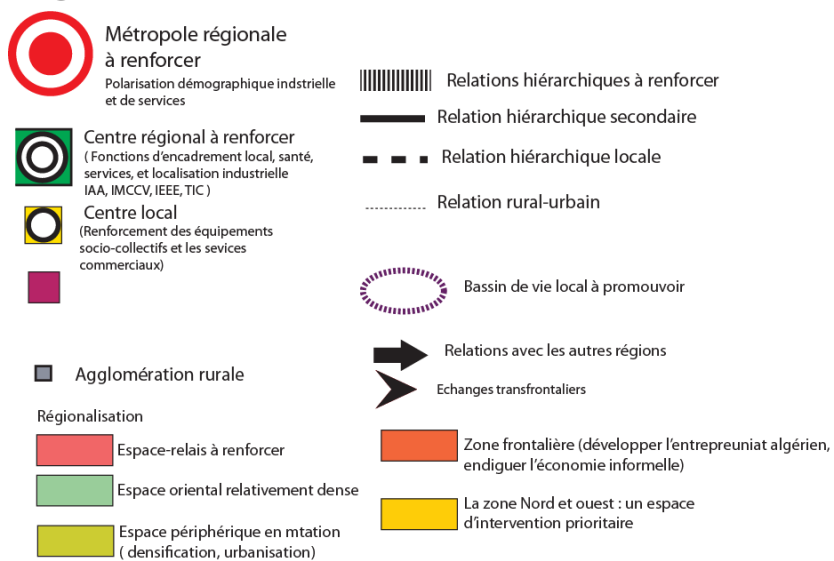 Métropole régionale
à renforcer
Polarisation démographique indstrielle
et de services
Centre régional à renforcer
( Fonctions d'encadrement local, santé,
services, et localisation industrielle
IAA, IMCCV, IEEE, TIC )
Centre local
(Renforcement des équipements
socio-collectifs et les sevices
commerciaux)
Agglomération rurale
Régionalisation
Espace-relais à renforcer
Espace oriental relativement dense
Espace périphérique en mtation
( densification, urbanisation)
Relations hiérarchiques à renforcer
Relation hiérarchique secondaire
Relation hiérarchique locale
Relation rural-urbain
Bassin de vie local à promouvoir
Relations avec les autres régions
Echanges transfrontaliers
Zone frontalière (développer l'entrepreuniat algérien,
endiguer l'économie informelle)
La zone Nord et ouest : un espace
d'intervention prioritaire